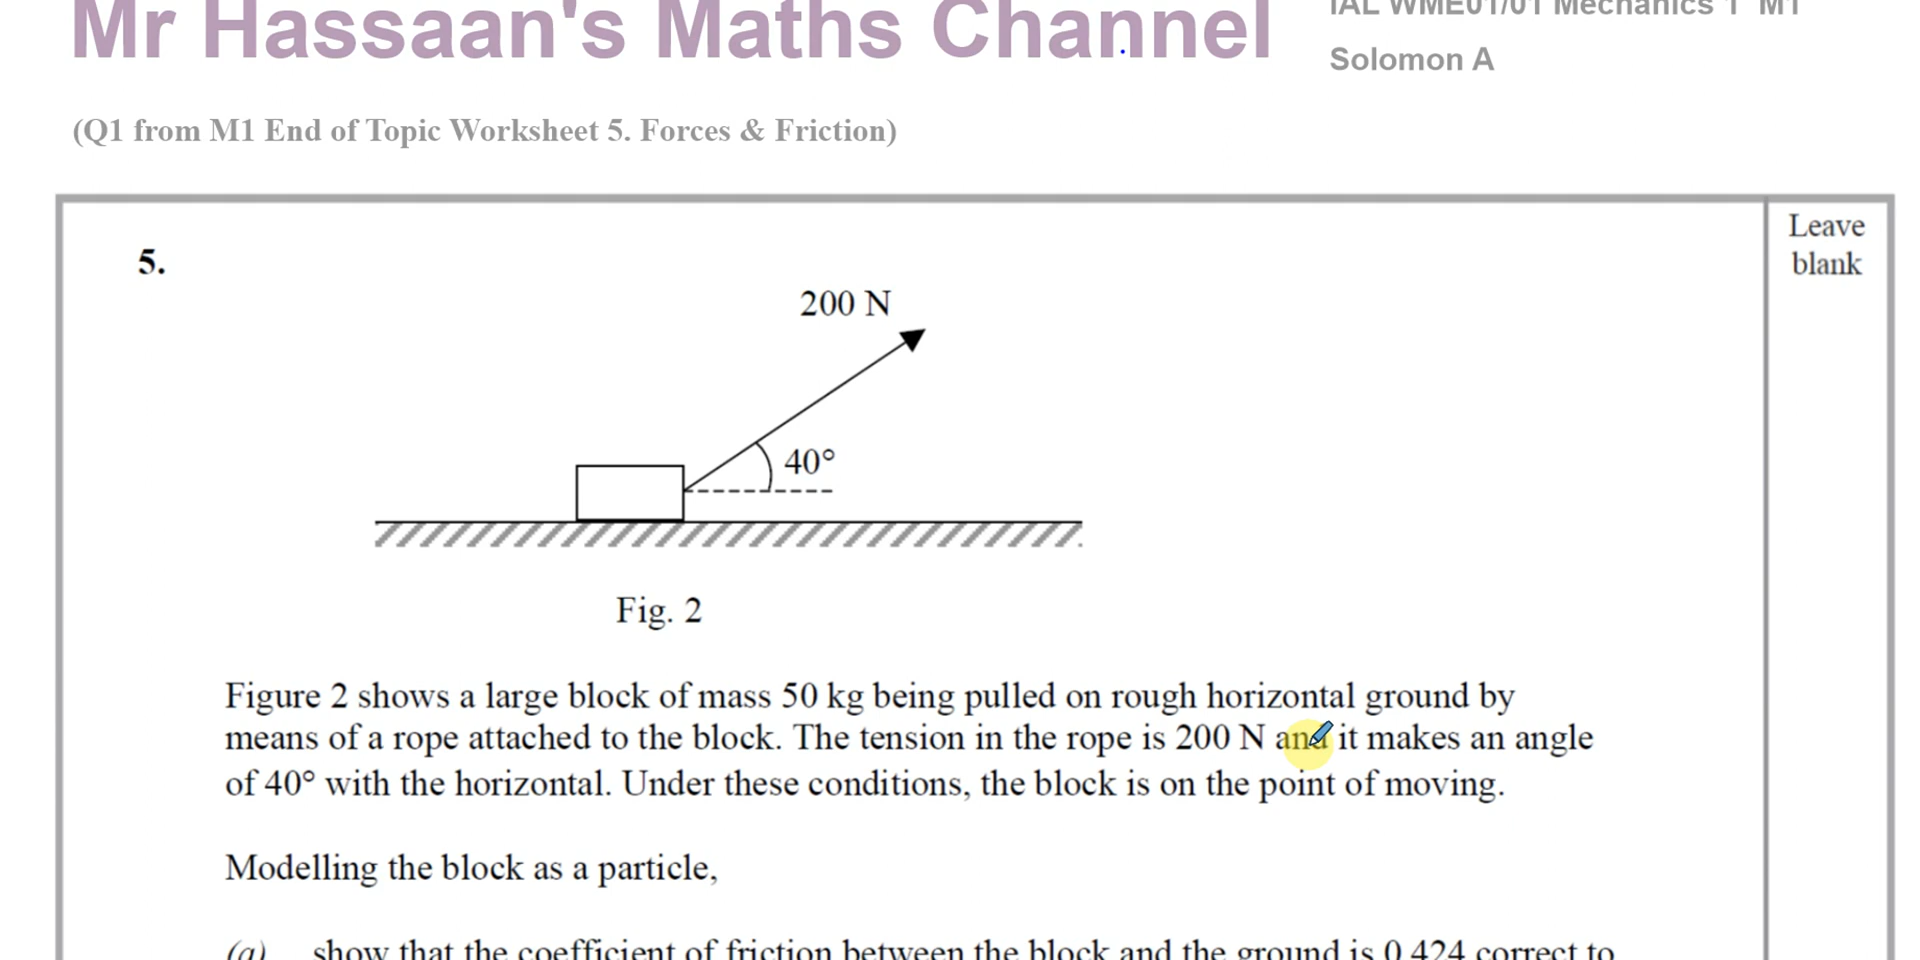 Mr Hassaan's Maths Channel
IAL WME01/01 Mechanics 1 M1
Solomon A
(Q1 from M1 End of Topic Worksheet 5. Forces & Friction)
Leave
blank
5.
200 N
40°
Fig. 2
Figure 2 shows a large block of mass 50 kg being pulled on rough horizontal ground by
means of a rope attached to the block. The tension in the rope is 200 N and it makes an angle
of 40° with the horizontal. Under these conditions, the block is on the point of moving.
Modelling the block as a particle,
(a) show that the coefficient of friction between the block and the ground is 0.424 correct to